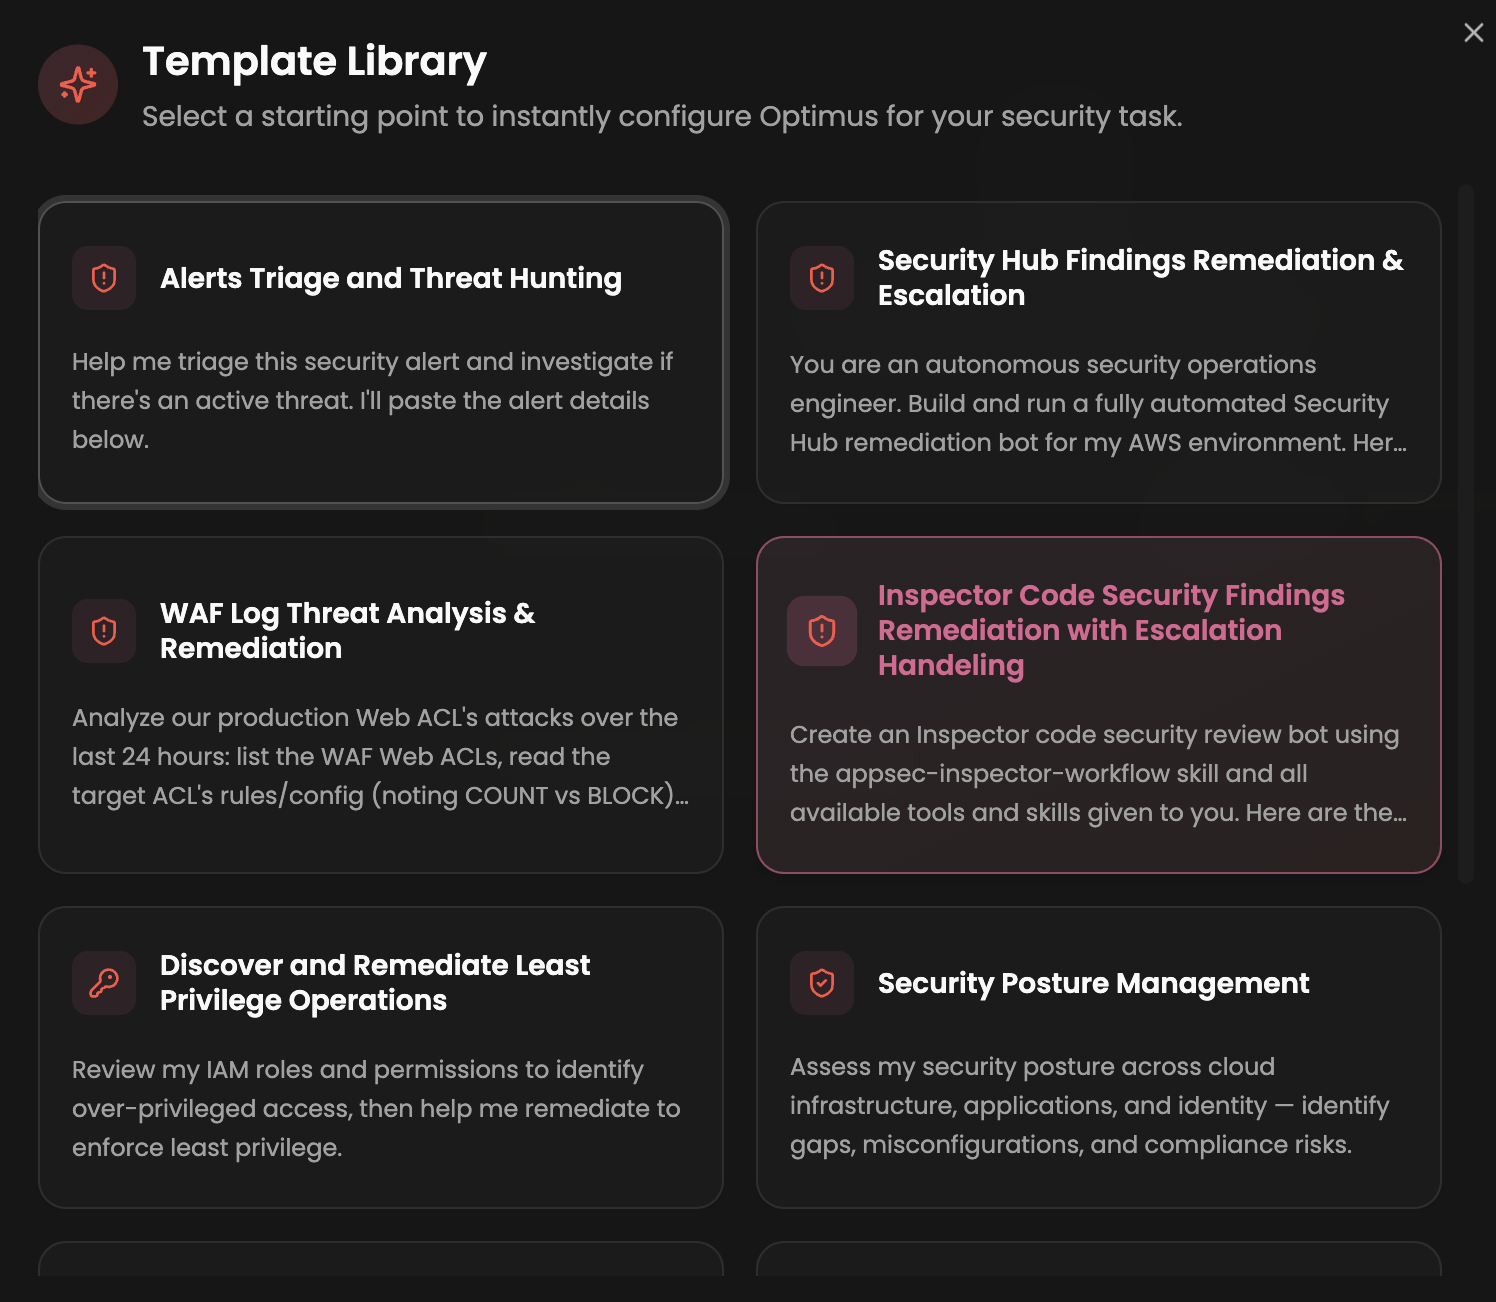 Template Library
Select a starting point to instantly configure Optimus for your security task.
Alerts Triage and Threat Hunting
Help me triage this security alert and investigate if
there's an active threat. I'll paste the alert details
below.
Security Hub Findings Remediation &
Escalation
You are an autonomous security operations
engineer. Build and run a fully automated Security
Hub remediation bot for my AWS environment. Her...
WAF Log Threat Analysis &
Remediation
Analyze our production Web ACL's attacks over the
last 24 hours: list the WAF Web ACLs, read the
target ACL's rules/config (noting COUNT vs BLOCK)...
Inspector Code Security Findings
Remediation with Escalation
Handeling
Create an Inspector code security review bot using
the appsec-inspector-workflow skill and all
available tools and skills given to you. Here are the...
Discover and Remediate Least
Privilege Operations
Review my IAM roles and permissions to identify
over-privileged access, then help me remediate to
enforce least privilege.
Security Posture Management
Assess my security posture across cloud
infrastructure, applications, and identity — identify
gaps, misconfigurations, and compliance risks.